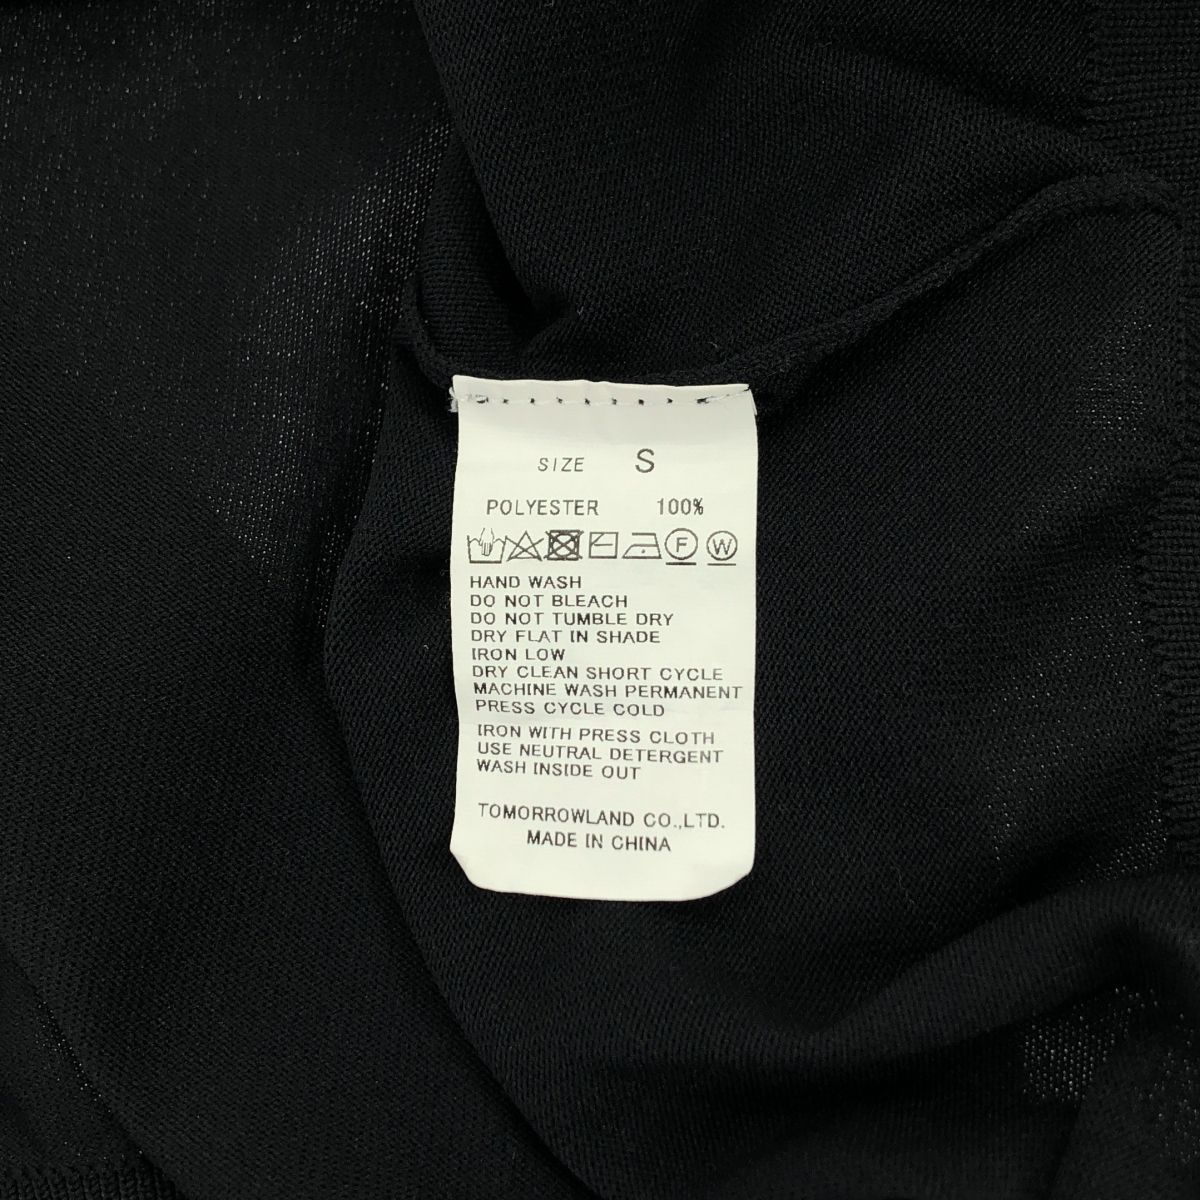 SIZE S
POLYESTER 100%
F W
HAND WASH
DO NOT BLEACH
DO NOT TUMBLE DRY
DRY FLAT IN SHADE
IRON LOW
DRY CLEAN SHORT CYCLE
MACHINE WASH PERMANENT
PRESS CYCLE COLD
IRON WITH PRESS CLOTH
USE NEUTRAL DETERGENT
WASH INSIDE OUT
TOMORROWLAND CO.,LTD.
MADE IN CHINA